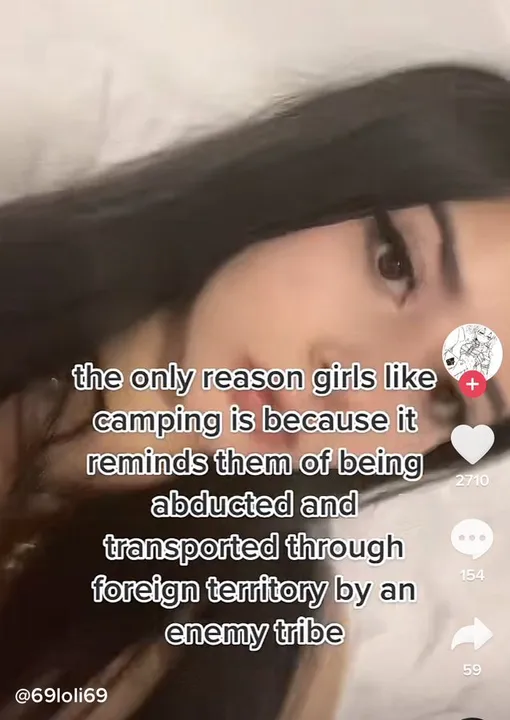 the only reason girls like
camping is because it
reminds them of being
abducted and
transported through
foreign territory by an
enemy tribe
2710
154
59
@69loli69